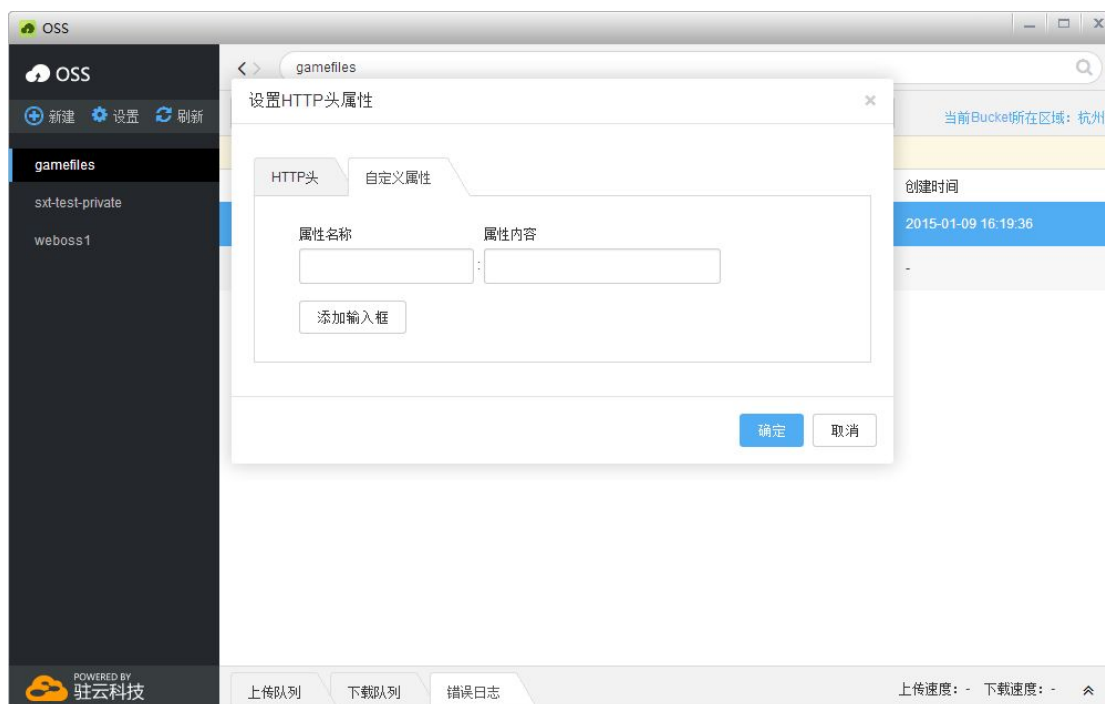 OSS
OSS
gamefiles
新建 设置 刷新
当前Bucket所在区域：杭州
gamefiles
sxt-test-private
weboss1
设置HTTP头属性
HTTP头 自定义属性
属性名称 属性内容
:
添加输入框
确定 取消
创建时间
2015-01-09 16:19:36
-
POWERED BY
驻云科技
上传队列 下载队列 错误日志
上传速度：- 下载速度：-